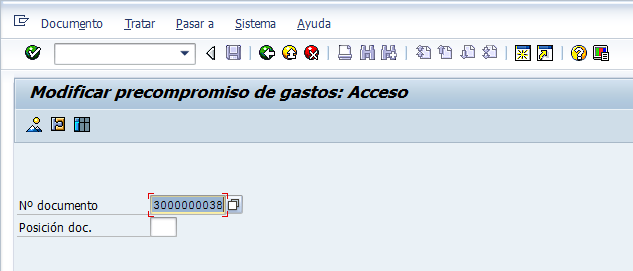 Documento Tratar Pasar a Sistema Ayuda
Modificar precompromiso de gastos: Acceso
Nº documento 3000000038
Posición doc.